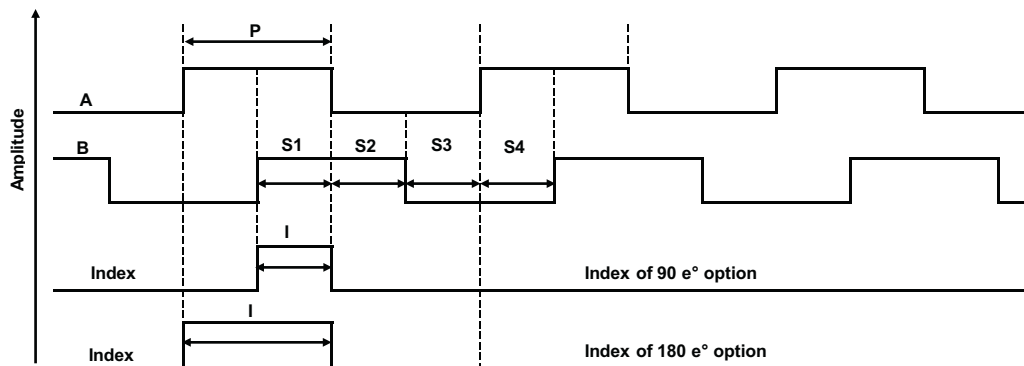 P
A
B
S1 S2 S3 S4
Amplitude
I
Index
Index of 90 e° option
I
Index
Index of 180 e° option